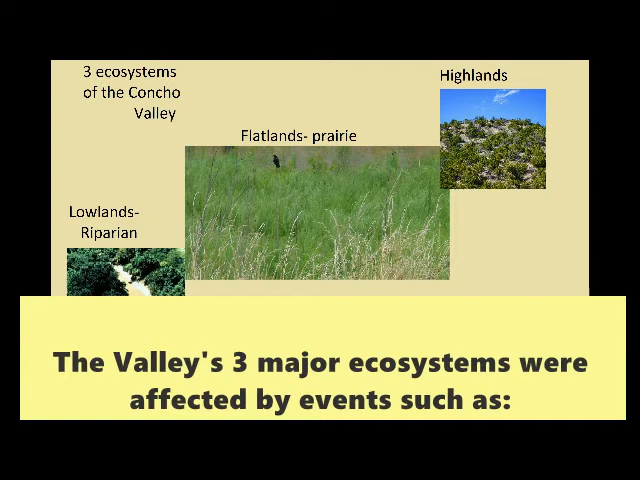 3 ecosystems
of the Concho
Valley
Highlands
Flatlands- prairie
Lowlands-
Riparian
The Valley's 3 major ecosystems were
affected by events such as: